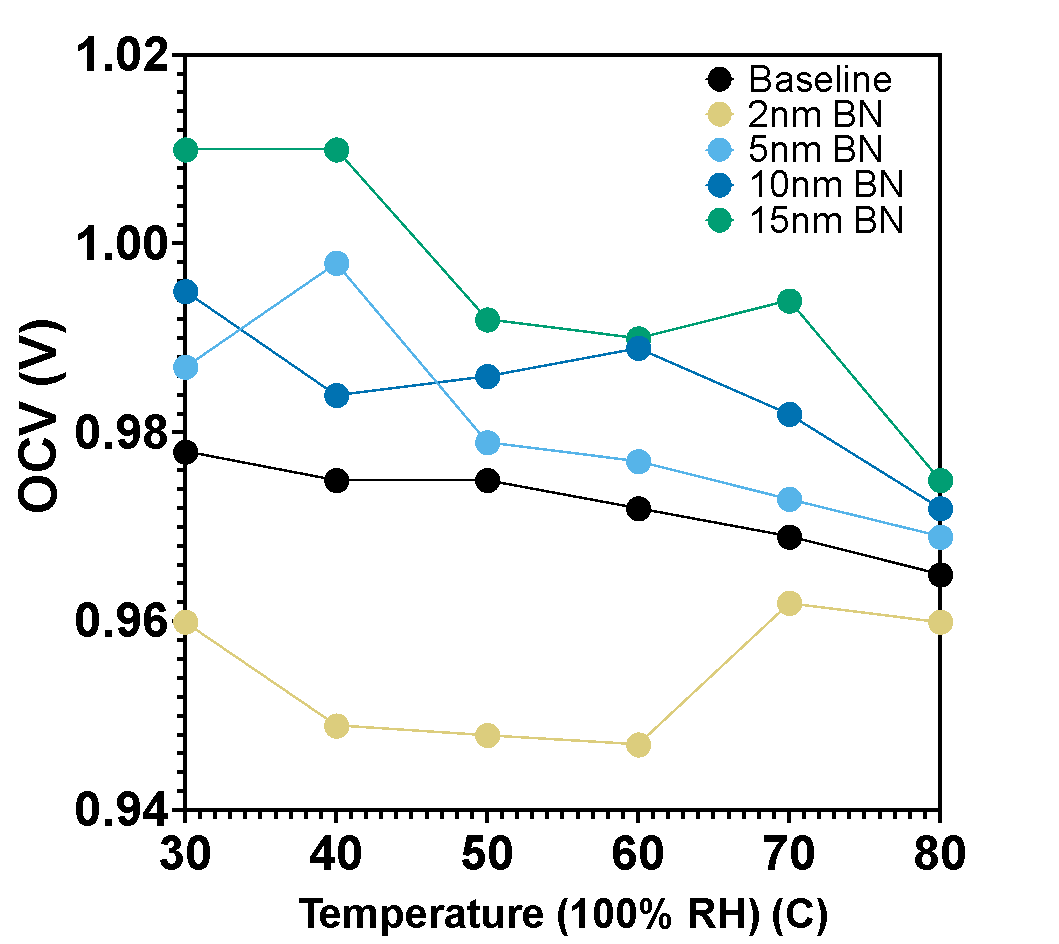 1.02
1.00
0.98
0.96
0.94
OCV (V)
Baseline
2nm BN
5nm BN
10nm BN
15nm BN
30 40 50 60 70 80
Temperature (100% RH) (C)